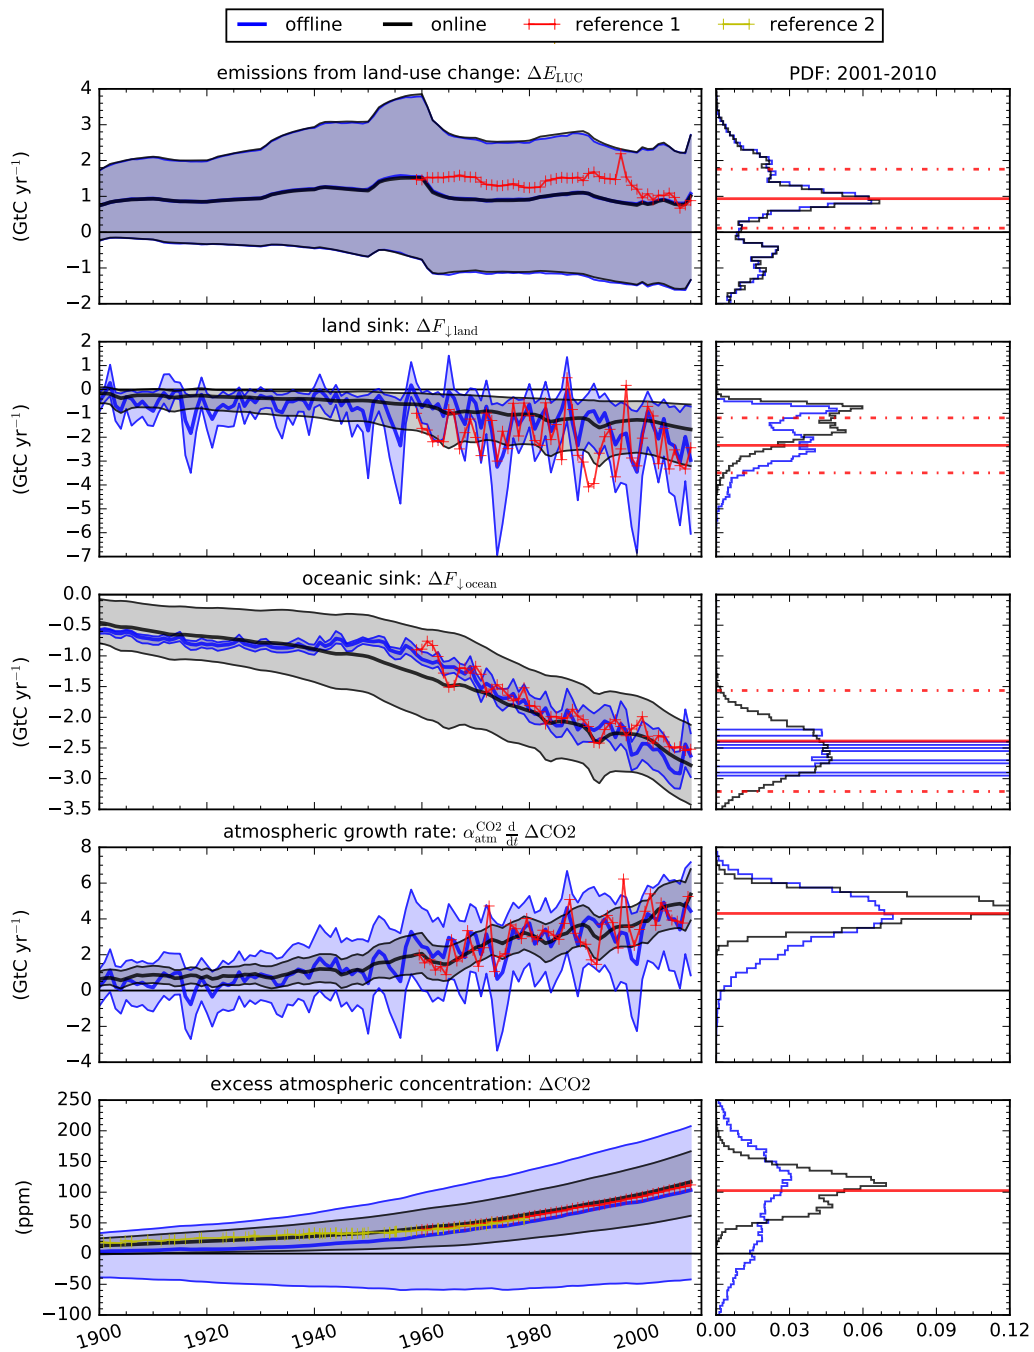 offline online reference 1 reference 2
emissions from land-use change: ΔE_LUC
PDF: 2001-2010
(GtC yr⁻¹)
4
3
2
1
0
−1
−2
land sink: ΔF_↓land
(GtC yr⁻¹)
2
1
0
−1
−2
−3
−4
−5
−6
−7
oceanic sink: ΔF_↓ocean
(GtC yr⁻¹)
0.0
−0.5
−1.0
−1.5
−2.0
−2.5
−3.0
−3.5
atmospheric growth rate: α_atm^CO2 d/dt ΔCO2
(GtC yr⁻¹)
8
6
4
2
0
−2
−4
excess atmospheric concentration: ΔCO2
(ppm)
250
200
150
100
50
0
−50
−100
1900 1920 1940 1960 1980 2000
0.00 0.03 0.06 0.09 0.12